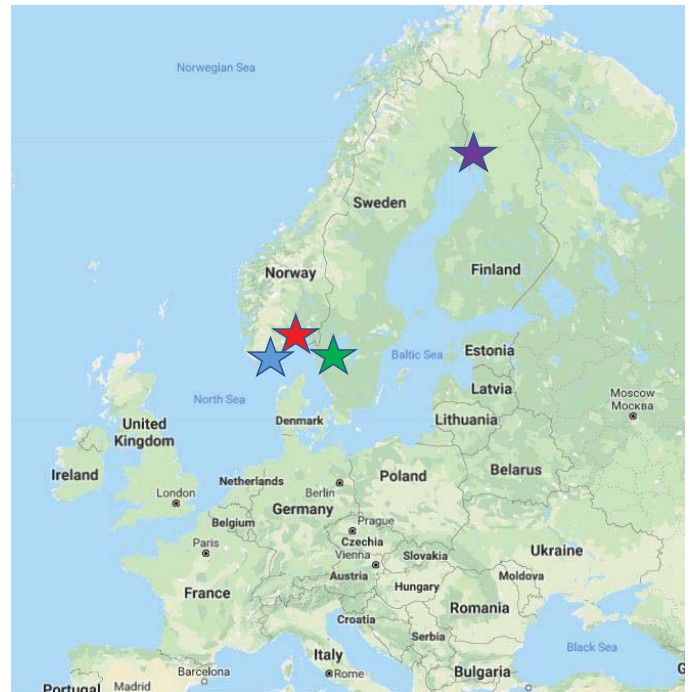 Norwegian Sea
Sweden
Norway
Finland
Baltic Sea
Estonia
North Sea
Latvia
Moscow
Москва
Denmark
Lithuania
United
Kingdom
Ireland
Belarus
Netherlands
Poland
London
Berlin
Germany
Belgium
Prague
Paris
Czechia
Ukraine
Vienna
Slovakia
Austria
Moldova
France
Hungary
Romania
Croatia
Serbia
Italy
Black Sea
Barcelona
Rome
Bulgaria
Portugal
Madrid
G